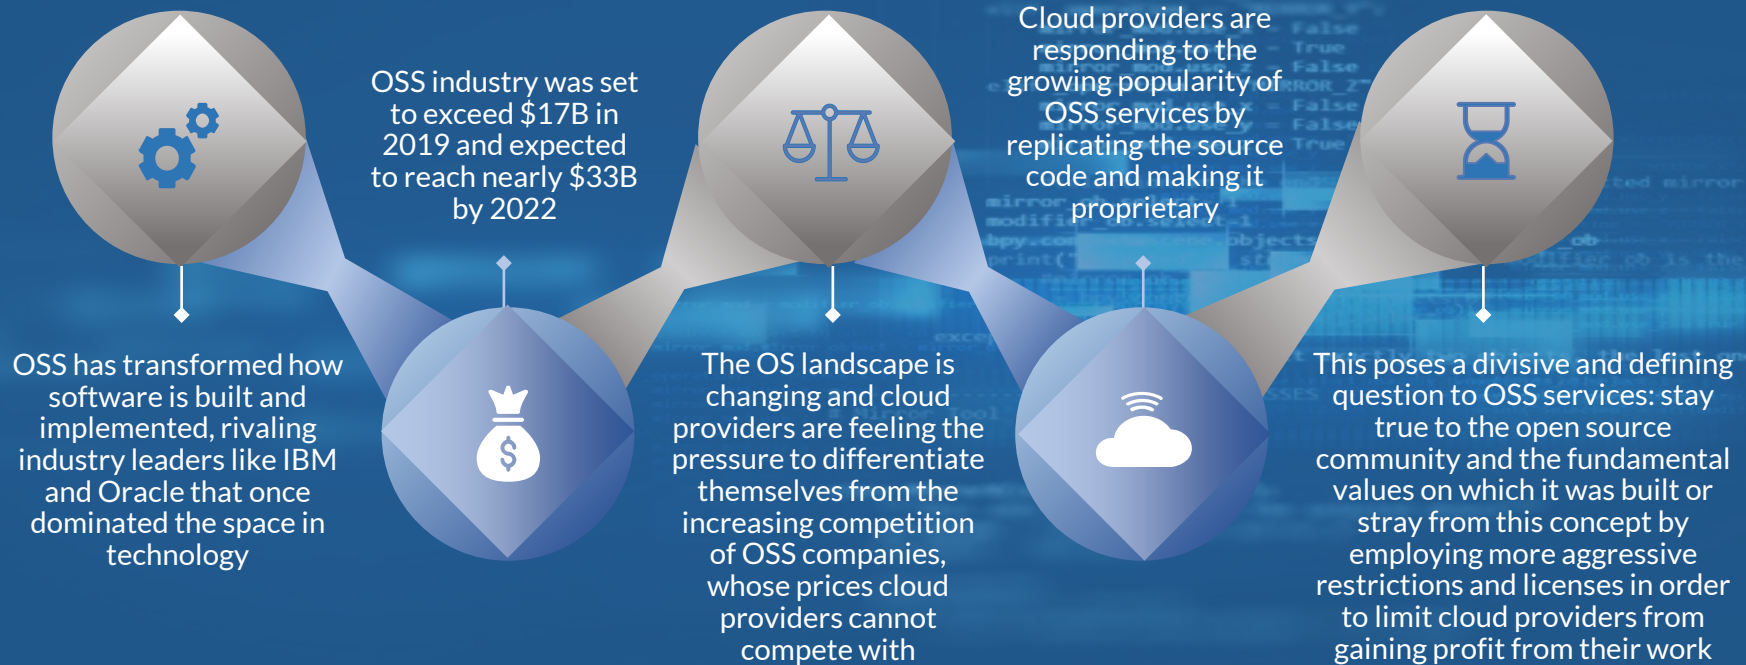 OSS has transformed how
software is built and
implemented, rivaling
industry leaders like IBM
and Oracle that once
dominated the space in
technology
OSS industry was set
to exceed $17B in
2019 and expected
to reach nearly $33B
by 2022
$
The OS landscape is
changing and cloud
providers are feeling the
pressure to differentiate
themselves from the
increasing competition
of OSS companies,
whose prices cloud
providers cannot
compete with
Cloud providers are
responding to the
growing popularity of
OSS services by
replicating the source
code and making it
proprietary
This poses a divisive and defining
question to OSS services: stay
true to the open source
community and the fundamental
values on which it was built or
stray from this concept by
employing more aggressive
restrictions and licenses in order
to limit cloud providers from
gaining profit from their work